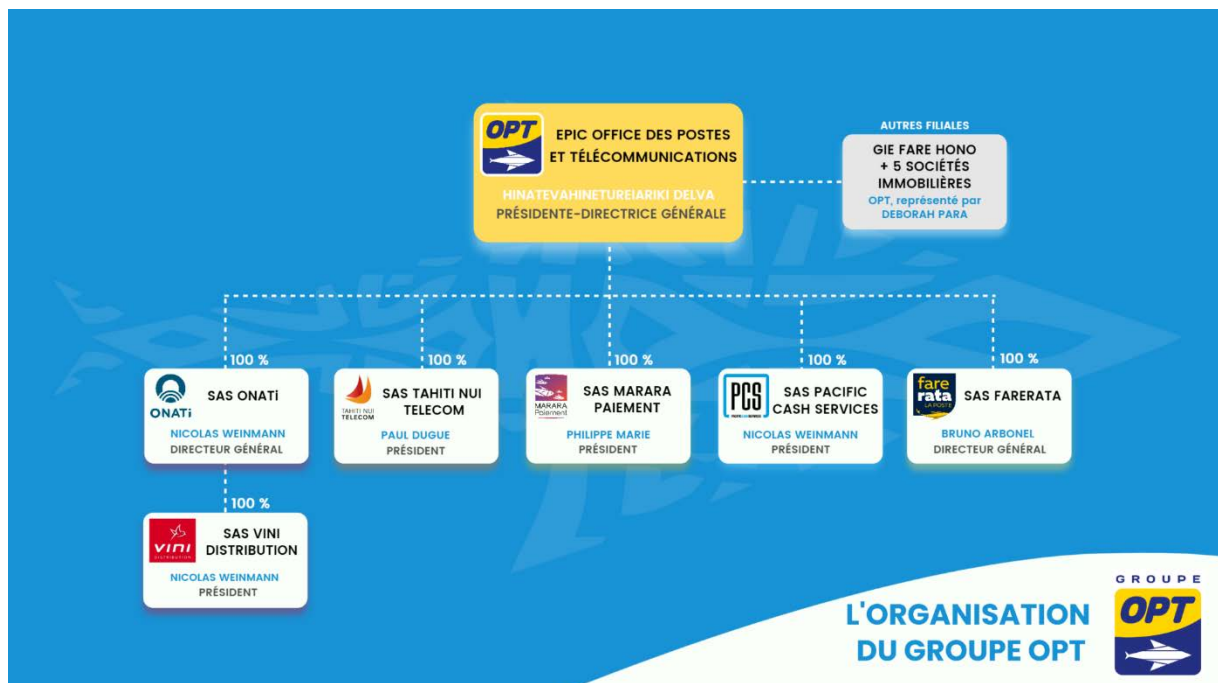 OPT
EPIC OFFICE DES POSTES
ET TÉLÉCOMMUNICATIONS
HINATEVAHINETUREIARIKI DELVA
PRÉSIDENTE-DIRECTRICE GÉNÉRALE
AUTRES FILIALES
GIE FARE HONO
+ 5 SOCIÉTÉS
IMMOBILIÈRES
OPT, représenté par
DEBORAH PARA
100 %
ONATi
SAS ONATi
NICOLAS WEINMANN
DIRECTEUR GÉNÉRAL
100 %
TAHITI NUI
TELECOM
SAS TAHITI NUI
TELECOM
PAUL DUGUE
PRÉSIDENT
100 %
MARARA
Paiement
SAS MARARA
PAIEMENT
PHILIPPE MARIE
PRÉSIDENT
100 %
PCS
PACIFIC CASH SERVICES
SAS PACIFIC
CASH SERVICES
NICOLAS WEINMANN
PRÉSIDENT
100 %
fare
rata
LA POSTE
SAS FARERATA
BRUNO ARBONEL
DIRECTEUR GÉNÉRAL
100 %
VINI
DISTRIBUTION
SAS VINI
DISTRIBUTION
NICOLAS WEINMANN
PRÉSIDENT
L'ORGANISATION
DU GROUPE OPT
GROUPE
OPT